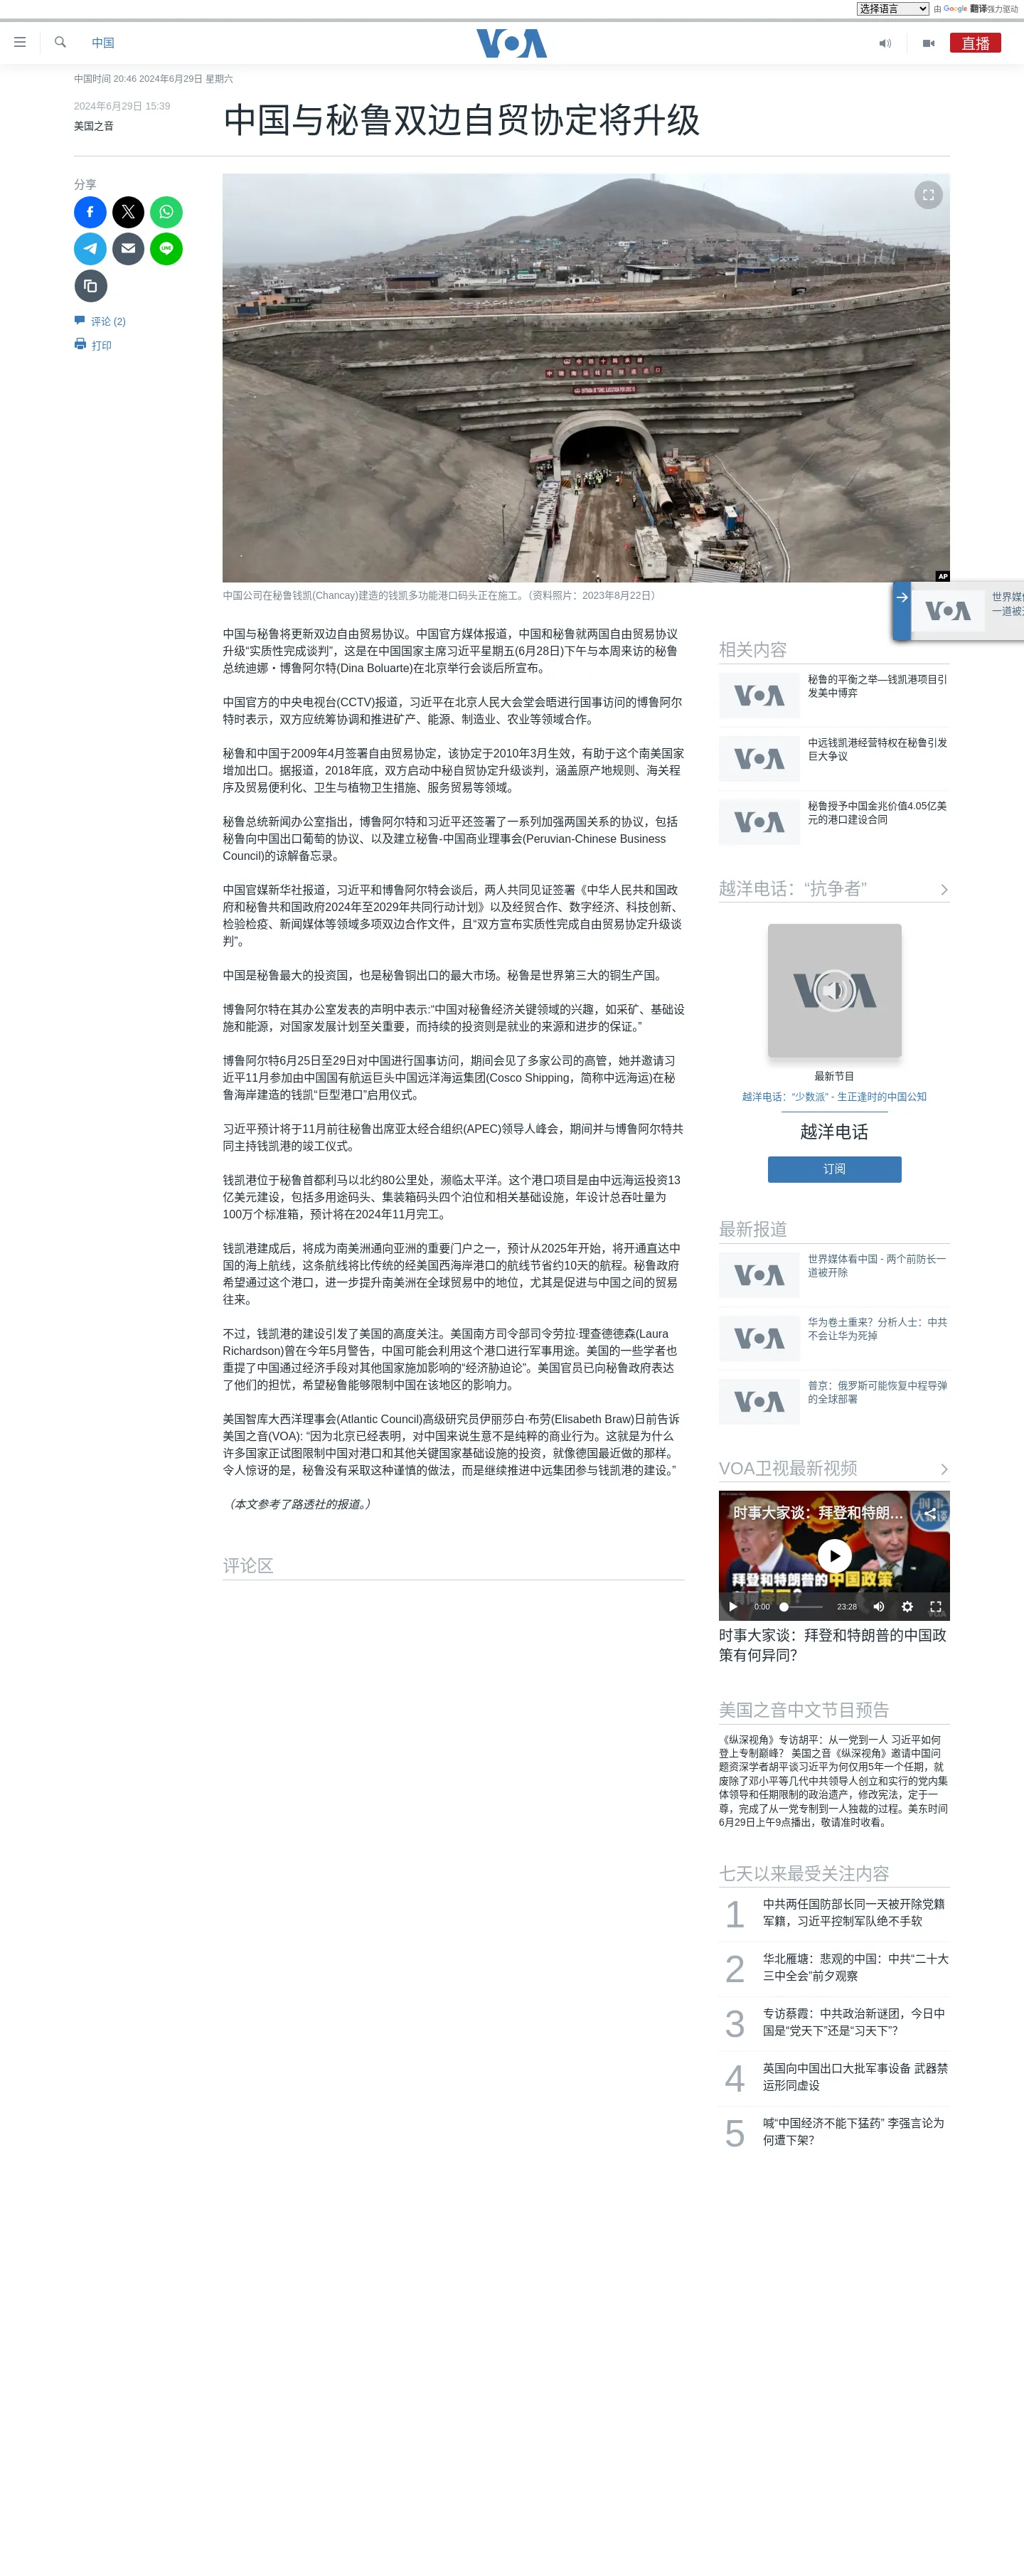 选择语言
由 Google 翻译强力驱动
中国
VOA
直播
中国时间 20:46 2024年6月29日 星期六
2024年6月29日 15:39
美国之音
中国与秘鲁双边自贸协定将升级
分享
评论 (2)
打印
AP
中国公司在秘鲁钱凯(Chancay)建造的钱凯多功能港口码头正在施工。（资料照片：2023年8月22日）
中国与秘鲁将更新双边自由贸易协议。中国官方媒体报道，中国和秘鲁就两国自由贸易协议
升级“实质性完成谈判”，这是在中国国家主席习近平星期五(6月28日)下午与本周来访的秘鲁
总统迪娜・博鲁阿尔特(Dina Boluarte)在北京举行会谈后所宣布。
中国官方的中央电视台(CCTV)报道，习近平在北京人民大会堂会晤进行国事访问的博鲁阿尔
特时表示，双方应统筹协调和推进矿产、能源、制造业、农业等领域合作。
秘鲁和中国于2009年4月签署自由贸易协定，该协定于2010年3月生效，有助于这个南美国家
增加出口。据报道，2018年底，双方启动中秘自贸协定升级谈判，涵盖原产地规则、海关程
序及贸易便利化、卫生与植物卫生措施、服务贸易等领域。
秘鲁总统新闻办公室指出，博鲁阿尔特和习近平还签署了一系列加强两国关系的协议，包括
秘鲁向中国出口葡萄的协议、以及建立秘鲁-中国商业理事会(Peruvian-Chinese Business
Council)的谅解备忘录。
中国官媒新华社报道，习近平和博鲁阿尔特会谈后，两人共同见证签署《中华人民共和国政
府和秘鲁共和国政府2024年至2029年共同行动计划》以及经贸合作、数字经济、科技创新、
检验检疫、新闻媒体等领域多项双边合作文件，且“双方宣布实质性完成自由贸易协定升级谈
判”。
中国是秘鲁最大的投资国，也是秘鲁铜出口的最大市场。秘鲁是世界第三大的铜生产国。
博鲁阿尔特在其办公室发表的声明中表示:“中国对秘鲁经济关键领域的兴趣，如采矿、基础设
施和能源，对国家发展计划至关重要，而持续的投资则是就业的来源和进步的保证。”
博鲁阿尔特6月25日至29日对中国进行国事访问，期间会见了多家公司的高管，她并邀请习
近平11月参加由中国国有航运巨头中国远洋海运集团(Cosco Shipping，简称中远海运)在秘
鲁海岸建造的钱凯“巨型港口”启用仪式。
习近平预计将于11月前往秘鲁出席亚太经合组织(APEC)领导人峰会，期间并与博鲁阿尔特共
同主持钱凯港的竣工仪式。
钱凯港位于秘鲁首都利马以北约80公里处，濒临太平洋。这个港口项目是由中远海运投资13
亿美元建设，包括多用途码头、集装箱码头四个泊位和相关基础设施，年设计总吞吐量为
100万个标准箱，预计将在2024年11月完工。
钱凯港建成后，将成为南美洲通向亚洲的重要门户之一，预计从2025年开始，将开通直达中
国的海上航线，这条航线将比传统的经美国西海岸港口的航线节省约10天的航程。秘鲁政府
希望通过这个港口，进一步提升南美洲在全球贸易中的地位，尤其是促进与中国之间的贸易
往来。
不过，钱凯港的建设引发了美国的高度关注。美国南方司令部司令劳拉·理查德德森(Laura
Richardson)曾在今年5月警告，中国可能会利用这个港口进行军事用途。美国的一些学者也
重提了中国通过经济手段对其他国家施加影响的“经济胁迫论”。美国官员已向秘鲁政府表达
了他们的担忧，希望秘鲁能够限制中国在该地区的影响力。
美国智库大西洋理事会(Atlantic Council)高级研究员伊丽莎白·布劳(Elisabeth Braw)日前告诉
美国之音(VOA): “因为北京已经表明，对中国来说生意不是纯粹的商业行为。这就是为什么
许多国家正试图限制中国对港口和其他关键国家基础设施的投资，就像德国最近做的那样。
令人惊讶的是，秘鲁没有采取这种谨慎的做法，而是继续推进中远集团参与钱凯港的建设。”
（本文参考了路透社的报道。）
评论区
世界媒体
一道被开
相关内容
秘鲁的平衡之举—钱凯港项目引
发美中博弈
中远钱凯港经营特权在秘鲁引发
巨大争议
秘鲁授予中国金兆价值4.05亿美
元的港口建设合同
越洋电话：“抗争者”
最新节目
越洋电话：“少数派” - 生正逢时的中国公知
越洋电话
订阅
最新报道
世界媒体看中国 - 两个前防长一
道被开除
华为卷土重来？分析人士：中共
不会让华为死掉
普京：俄罗斯可能恢复中程导弹
的全球部署
VOA卫视最新视频
时事大家谈：拜登和特朗...
拜登和特朗普的中国政策
有何异同?
0:00
23:28
时事大家谈：拜登和特朗普的中国政
策有何异同？
美国之音中文节目预告
《纵深视角》专访胡平：从一党到一人 习近平如何
登上专制巅峰？ 美国之音《纵深视角》邀请中国问
题资深学者胡平谈习近平为何仅用5年一个任期，就
废除了邓小平等几代中共领导人创立和实行的党内集
体领导和任期限制的政治遗产，修改宪法，定于一
尊，完成了从一党专制到一人独裁的过程。美东时间
6月29日上午9点播出，敬请准时收看。
七天以来最受关注内容
1
中共两任国防部长同一天被开除党籍
军籍，习近平控制军队绝不手软
2
华北雁塘：悲观的中国：中共“二十大
三中全会”前夕观察
3
专访蔡霞：中共政治新谜团，今日中
国是“党天下”还是“习天下”？
4
英国向中国出口大批军事设备 武器禁
运形同虚设
5
喊“中国经济不能下猛药” 李强言论为
何遭下架？